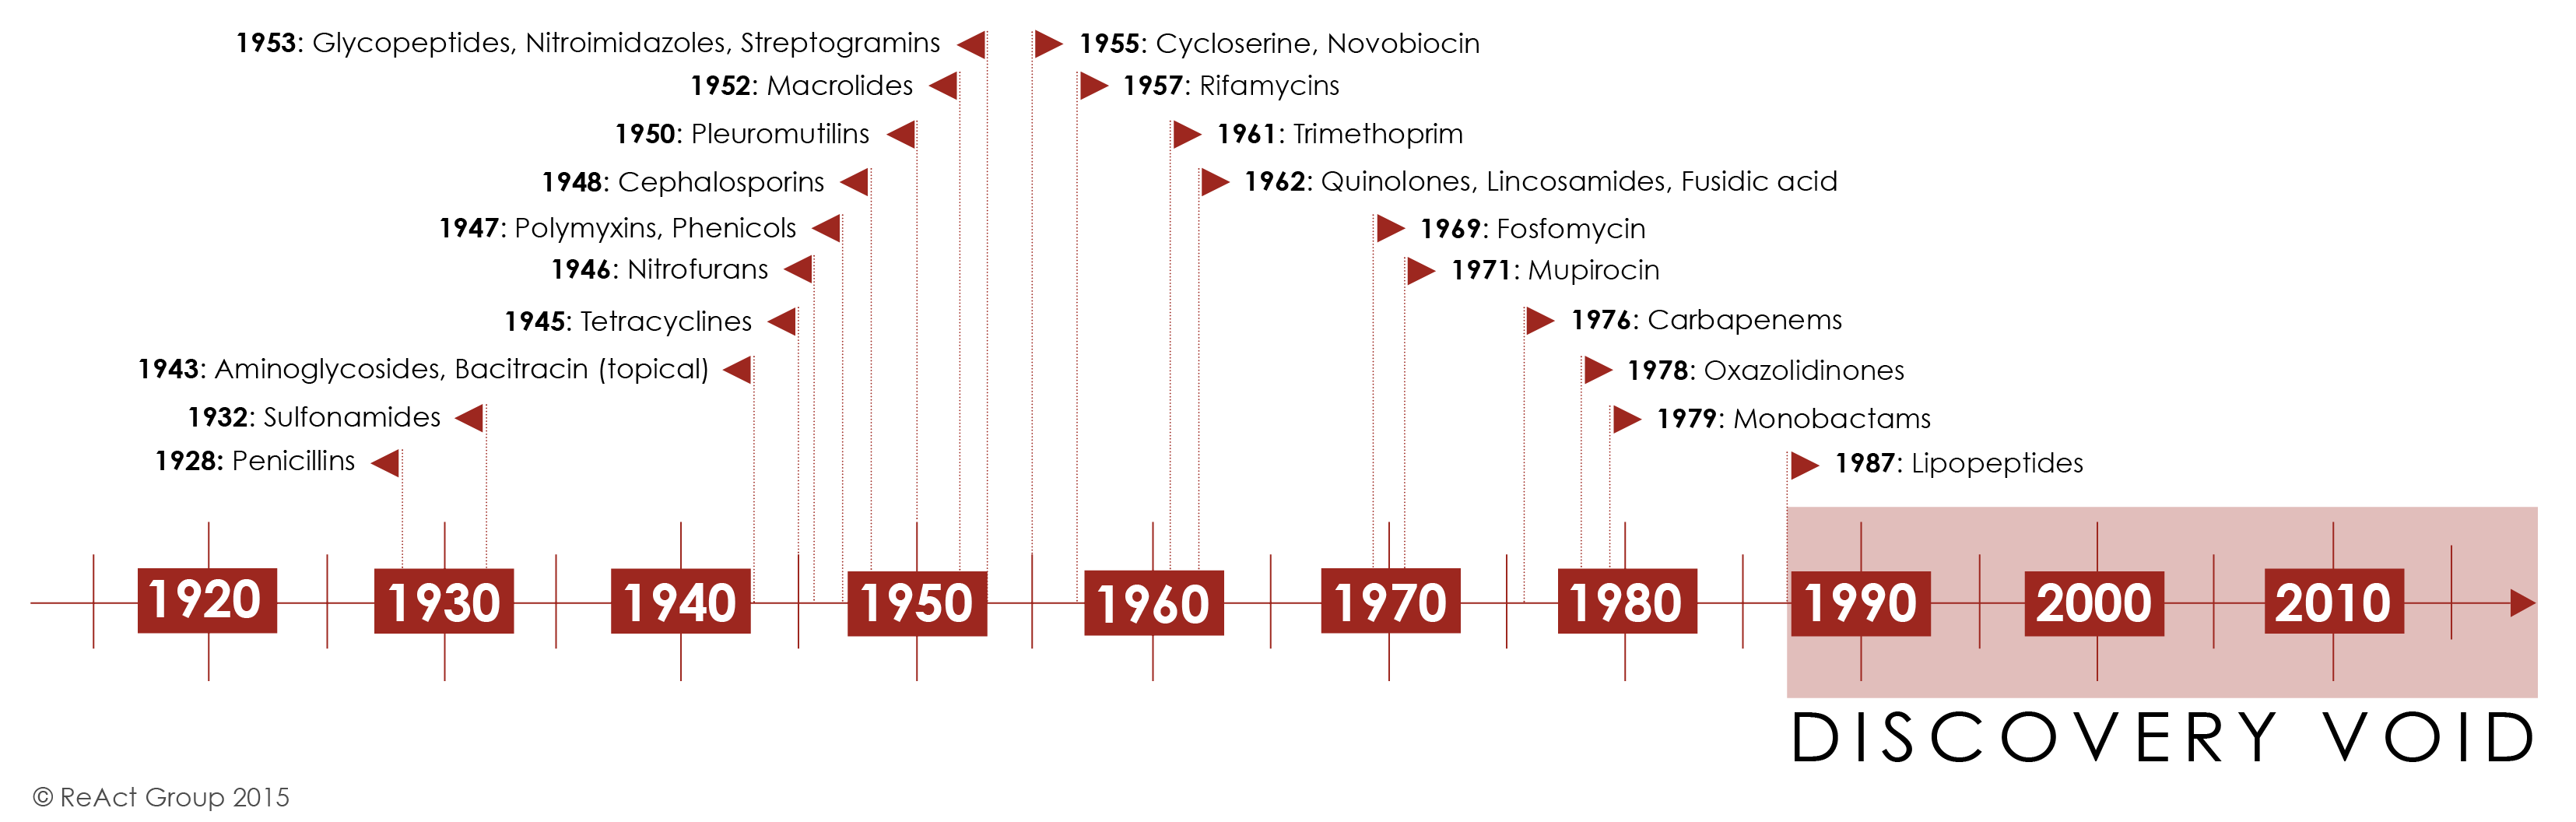 1953: Glycopeptides, Nitroimidazoles, Streptogramins
1955: Cycloserine, Novobiocin
1952: Macrolides
1957: Rifamycins
1950: Pleuromutilins
1961: Trimethoprim
1948: Cephalosporins
1962: Quinolones, Lincosamides, Fusidic acid
1947: Polymyxins, Phenicols
1969: Fosfomycin
1946: Nitrofurans
1971: Mupirocin
1945: Tetracyclines
1976: Carbapenems
1943: Aminoglycosides, Bacitracin (topical)
1978: Oxazolidinones
1932: Sulfonamides
1979: Monobactams
1928: Penicillins
1987: Lipopeptides
1920 1930 1940 1950 1960 1970 1980 1990 2000 2010
DISCOVERY VOID
© ReAct Group 2015